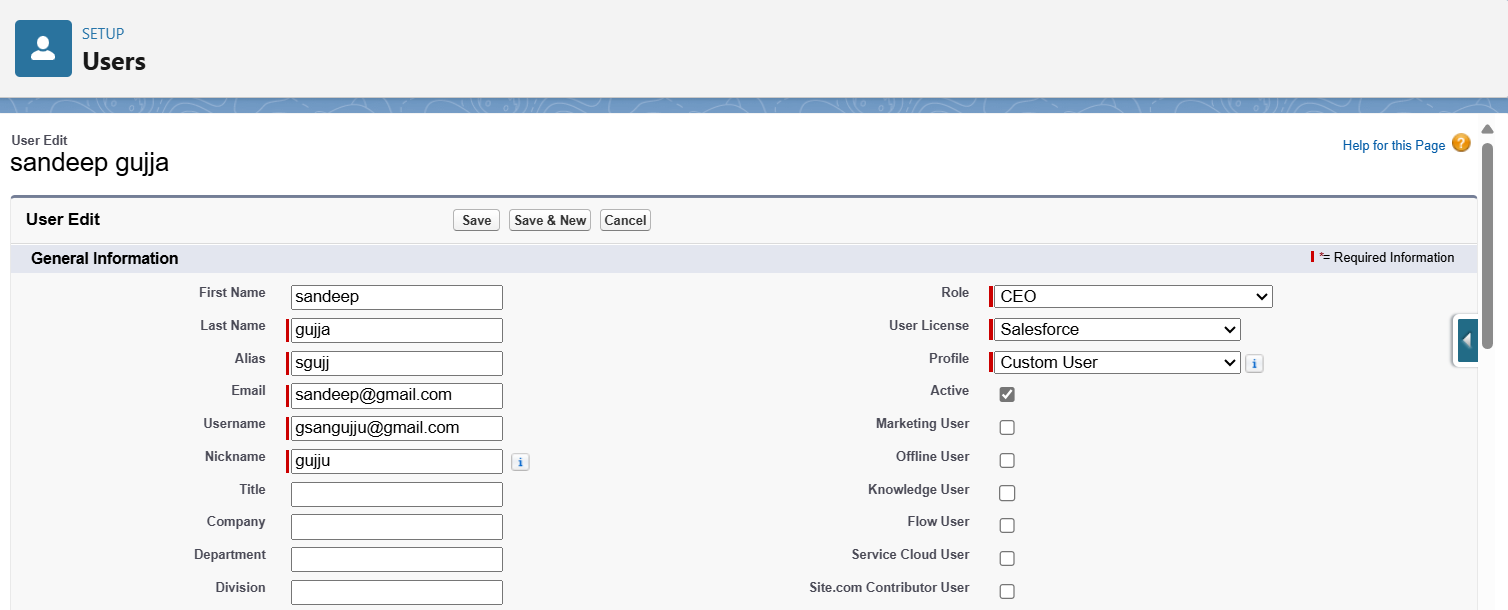 SETUP
Users
User Edit
sandeep gujja
Help for this Page ?
User Edit Save Save & New Cancel
General Information *= Required Information
First Name sandeep Role CEO
Last Name gujja User License Salesforce
Alias sgujj Profile Custom User i
Email sandeep@gmail.com Active
Username gsangujju@gmail.com Marketing User
Nickname gujju i Offline User
Title Knowledge User
Company Flow User
Department Service Cloud User
Division Site.com Contributor User